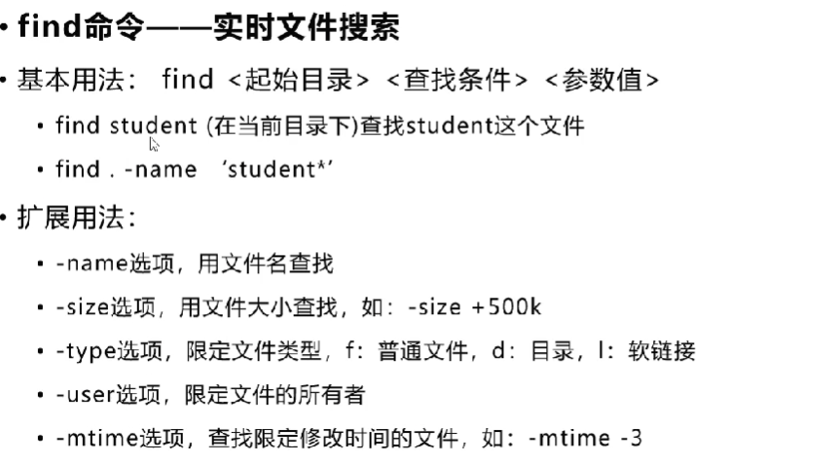 • find命令——实时文件搜索
• 基本用法： find <起始目录> <查找条件> <参数值>
• find student (在当前目录下)查找student这个文件
• find . -name ‘student*’
• 扩展用法：
• -name选项，用文件名查找
• -size选项，用文件大小查找，如：-size +500k
• -type选项，限定文件类型，f：普通文件，d：目录，l：软链接
• -user选项，限定文件的所有者
• -mtime选项，查找限定修改时间的文件，如：-mtime -3